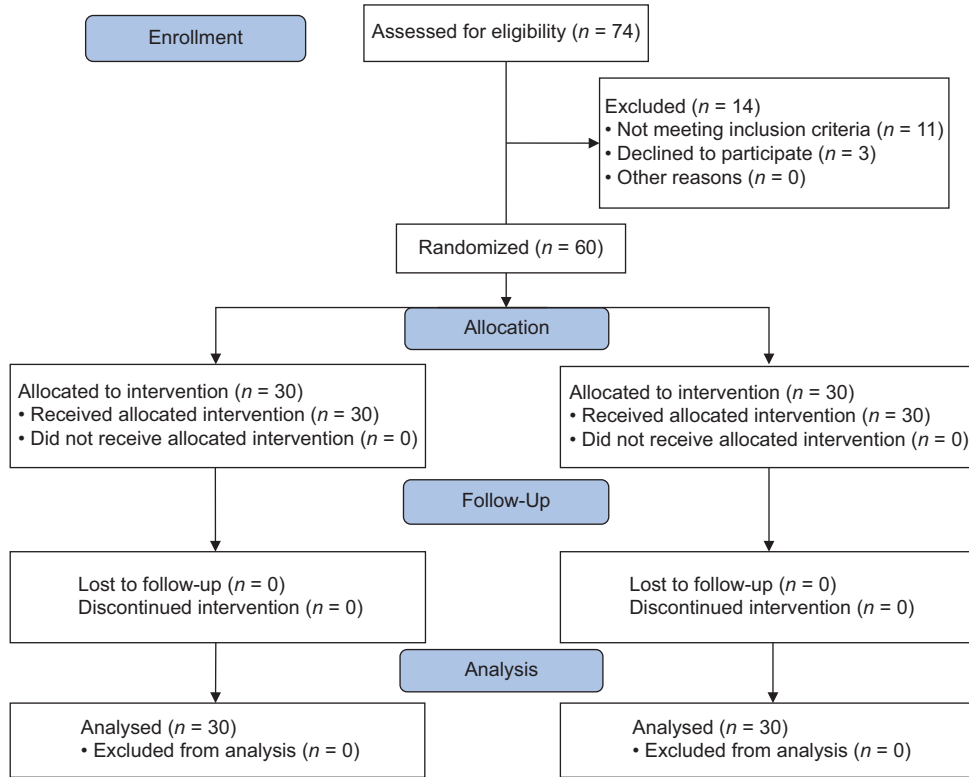 Enrollment
Assessed for eligibility (n = 74)
Excluded (n = 14)
• Not meeting inclusion criteria (n = 11)
• Declined to participate (n = 3)
• Other reasons (n = 0)
Randomized (n = 60)
Allocation
Allocated to intervention (n = 30)
• Received allocated intervention (n = 30)
• Did not receive allocated intervention (n = 0)
Allocated to intervention (n = 30)
• Received allocated intervention (n = 30)
• Did not receive allocated intervention (n = 0)
Follow-Up
Lost to follow-up (n = 0)
Discontinued intervention (n = 0)
Lost to follow-up (n = 0)
Discontinued intervention (n = 0)
Analysis
Analysed (n = 30)
• Excluded from analysis (n = 0)
Analysed (n = 30)
• Excluded from analysis (n = 0)